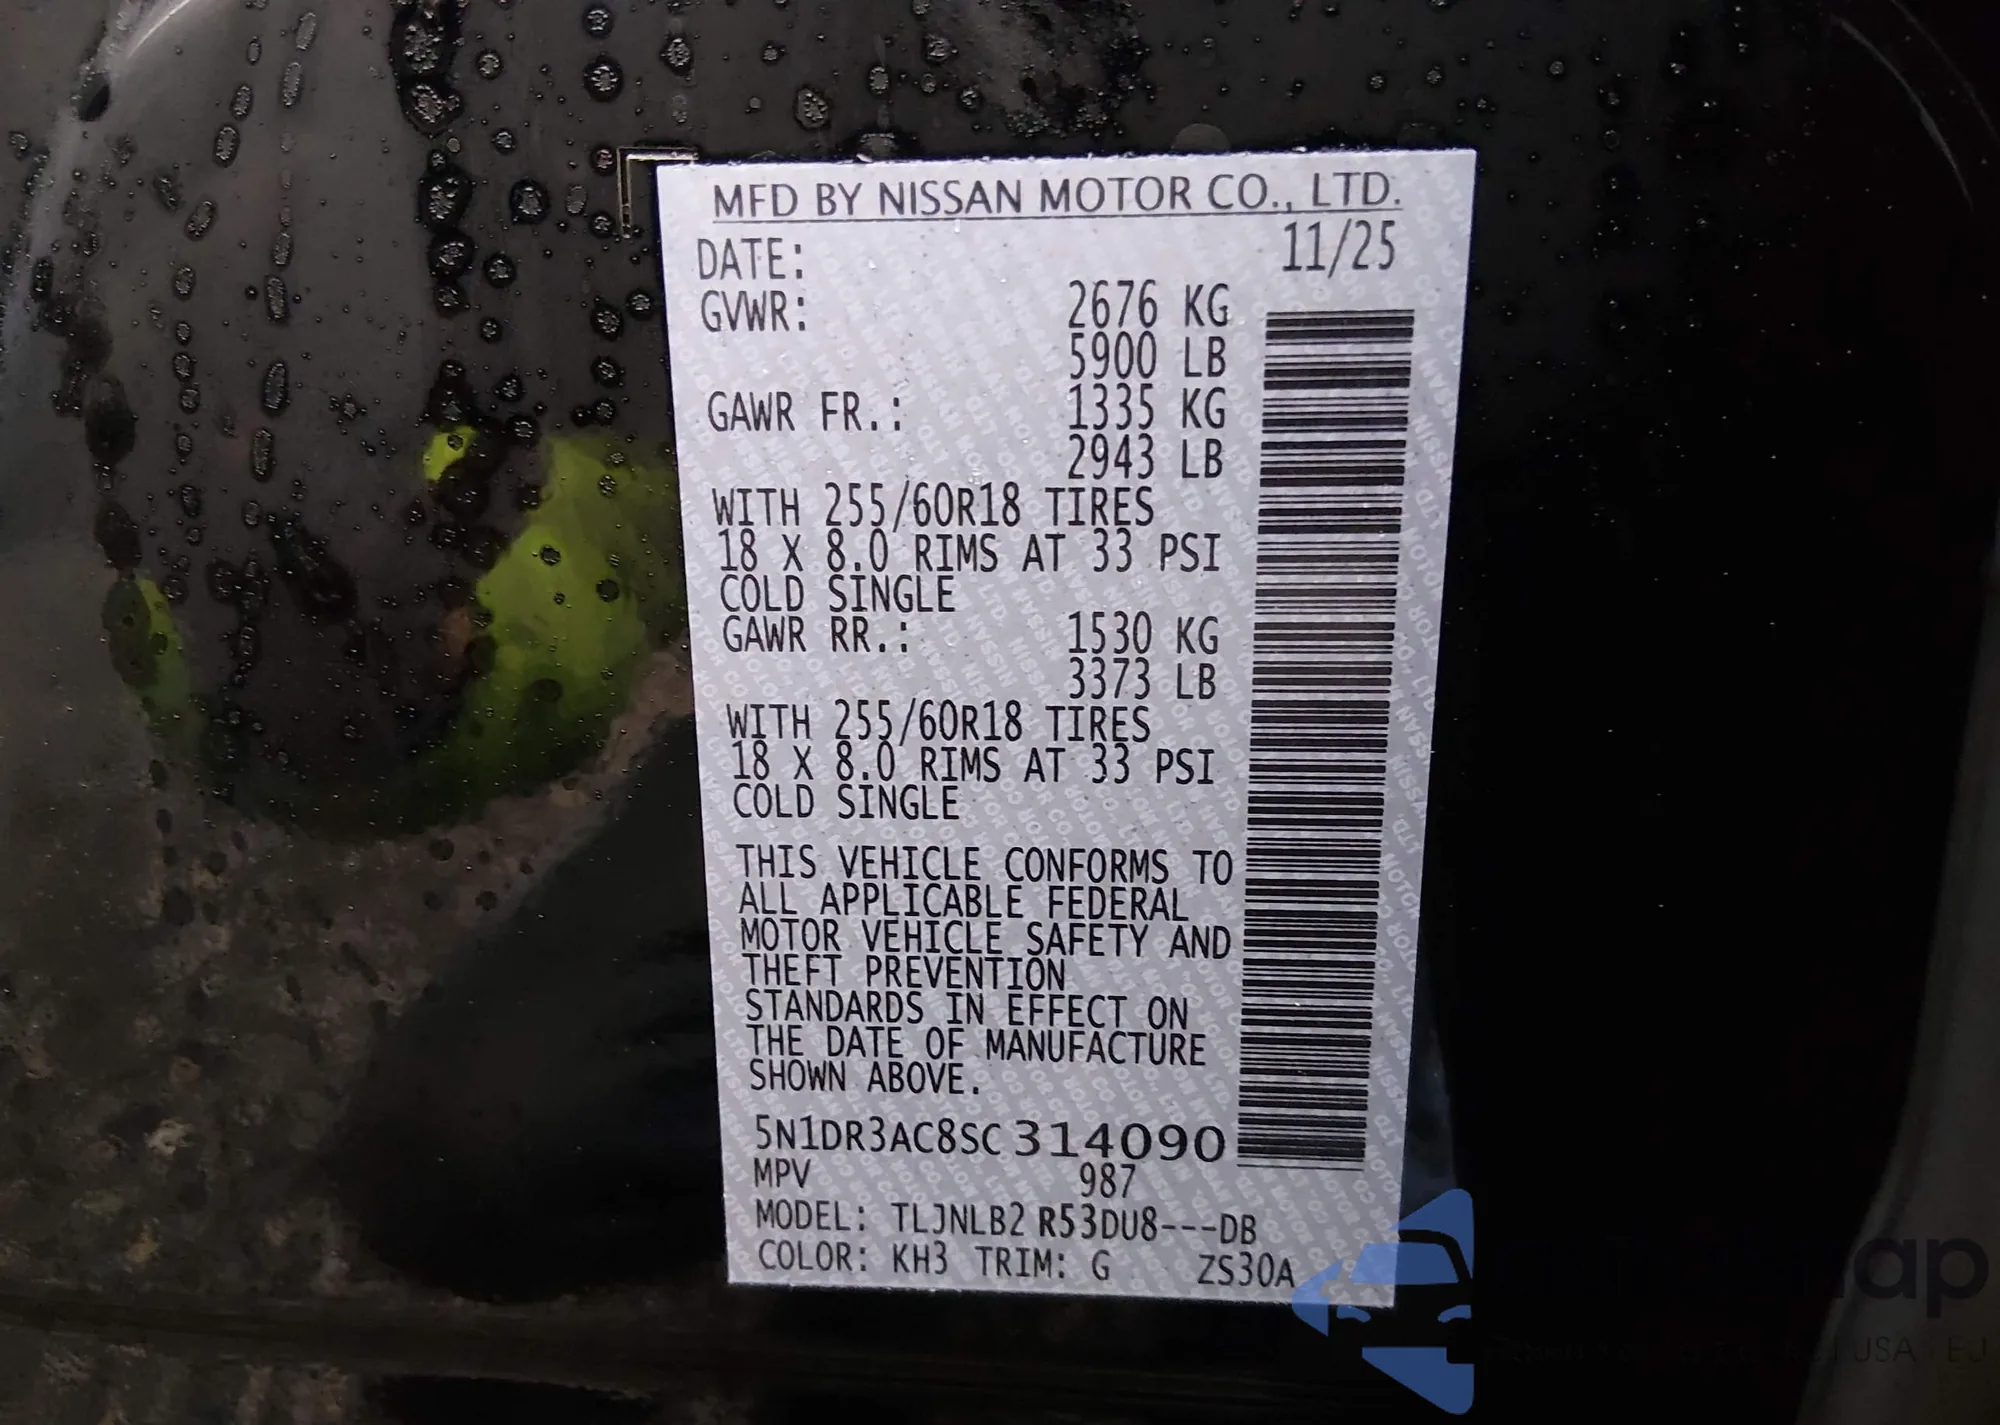 MFD BY NISSAN MOTOR CO., LTD.
DATE: 11/25
GVWR: 2676 KG
5900 LB
GAWR FR.: 1335 KG
2943 LB
WITH 255/60R18 TIRES
18 X 8.0 RIMS AT 33 PSI
COLD SINGLE
GAWR RR.: 1530 KG
3373 LB
WITH 255/60R18 TIRES
18 X 8.0 RIMS AT 33 PSI
COLD SINGLE
THIS VEHICLE CONFORMS TO
ALL APPLICABLE FEDERAL
MOTOR VEHICLE SAFETY AND
THEFT PREVENTION
STANDARDS IN EFFECT ON
THE DATE OF MANUFACTURE
SHOWN ABOVE.
5N1DR3AC8SC314090
MPV 987
MODEL: TLJNLB2 R53DU8---DB
COLOR: KH3 TRIM: G ZS30A